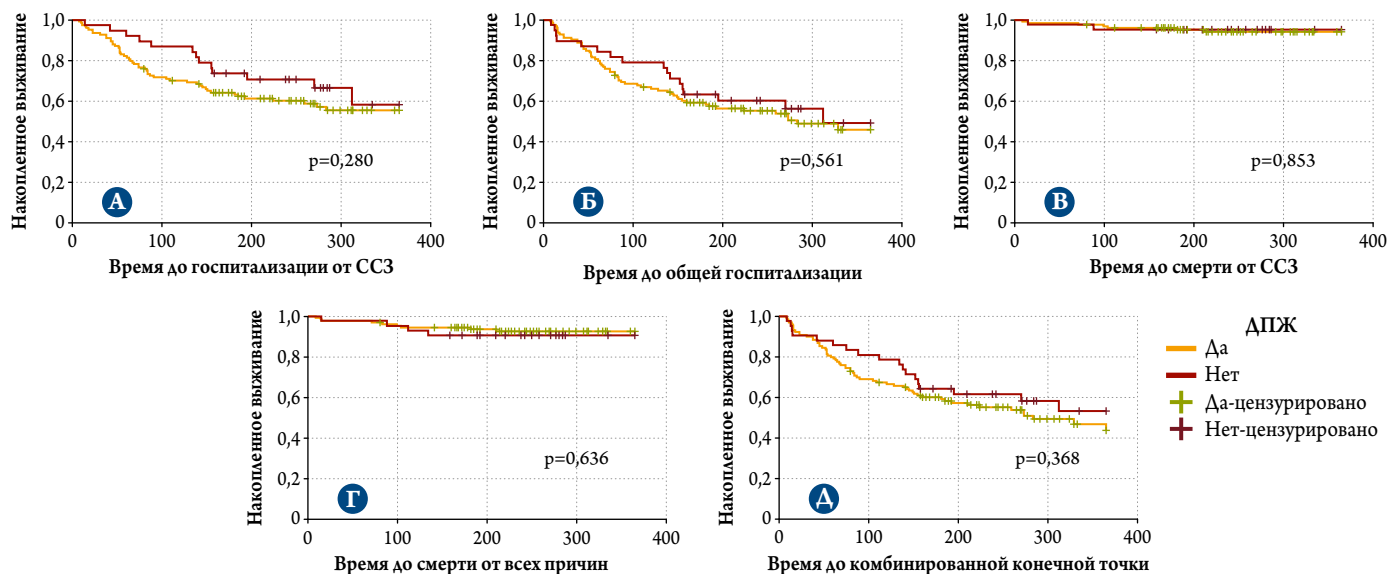 Накопленное выживание
1,0
0,8
0,6
0,4
0,2
0
p=0,280
А
0 100 200 300 400
Время до госпитализации от ССЗ
Накопленное выживание
1,0
0,8
0,6
0,4
0,2
0
p=0,561
Б
0 100 200 300 400
Время до общей госпитализации
Накопленное выживание
1,0
0,8
0,6
0,4
0,2
0
p=0,853
В
0 100 200 300 400
Время до смерти от ССЗ
Накопленное выживание
1,0
0,8
0,6
0,4
0,2
0
p=0,636
Г
0 100 200 300 400
Время до смерти от всех причин
Накопленное выживание
1,0
0,8
0,6
0,4
0,2
0
p=0,368
Д
0 100 200 300 400
Время до комбинированной конечной точки
ДПЖ
Да
Нет
Да-цензурировано
Нет-цензурировано